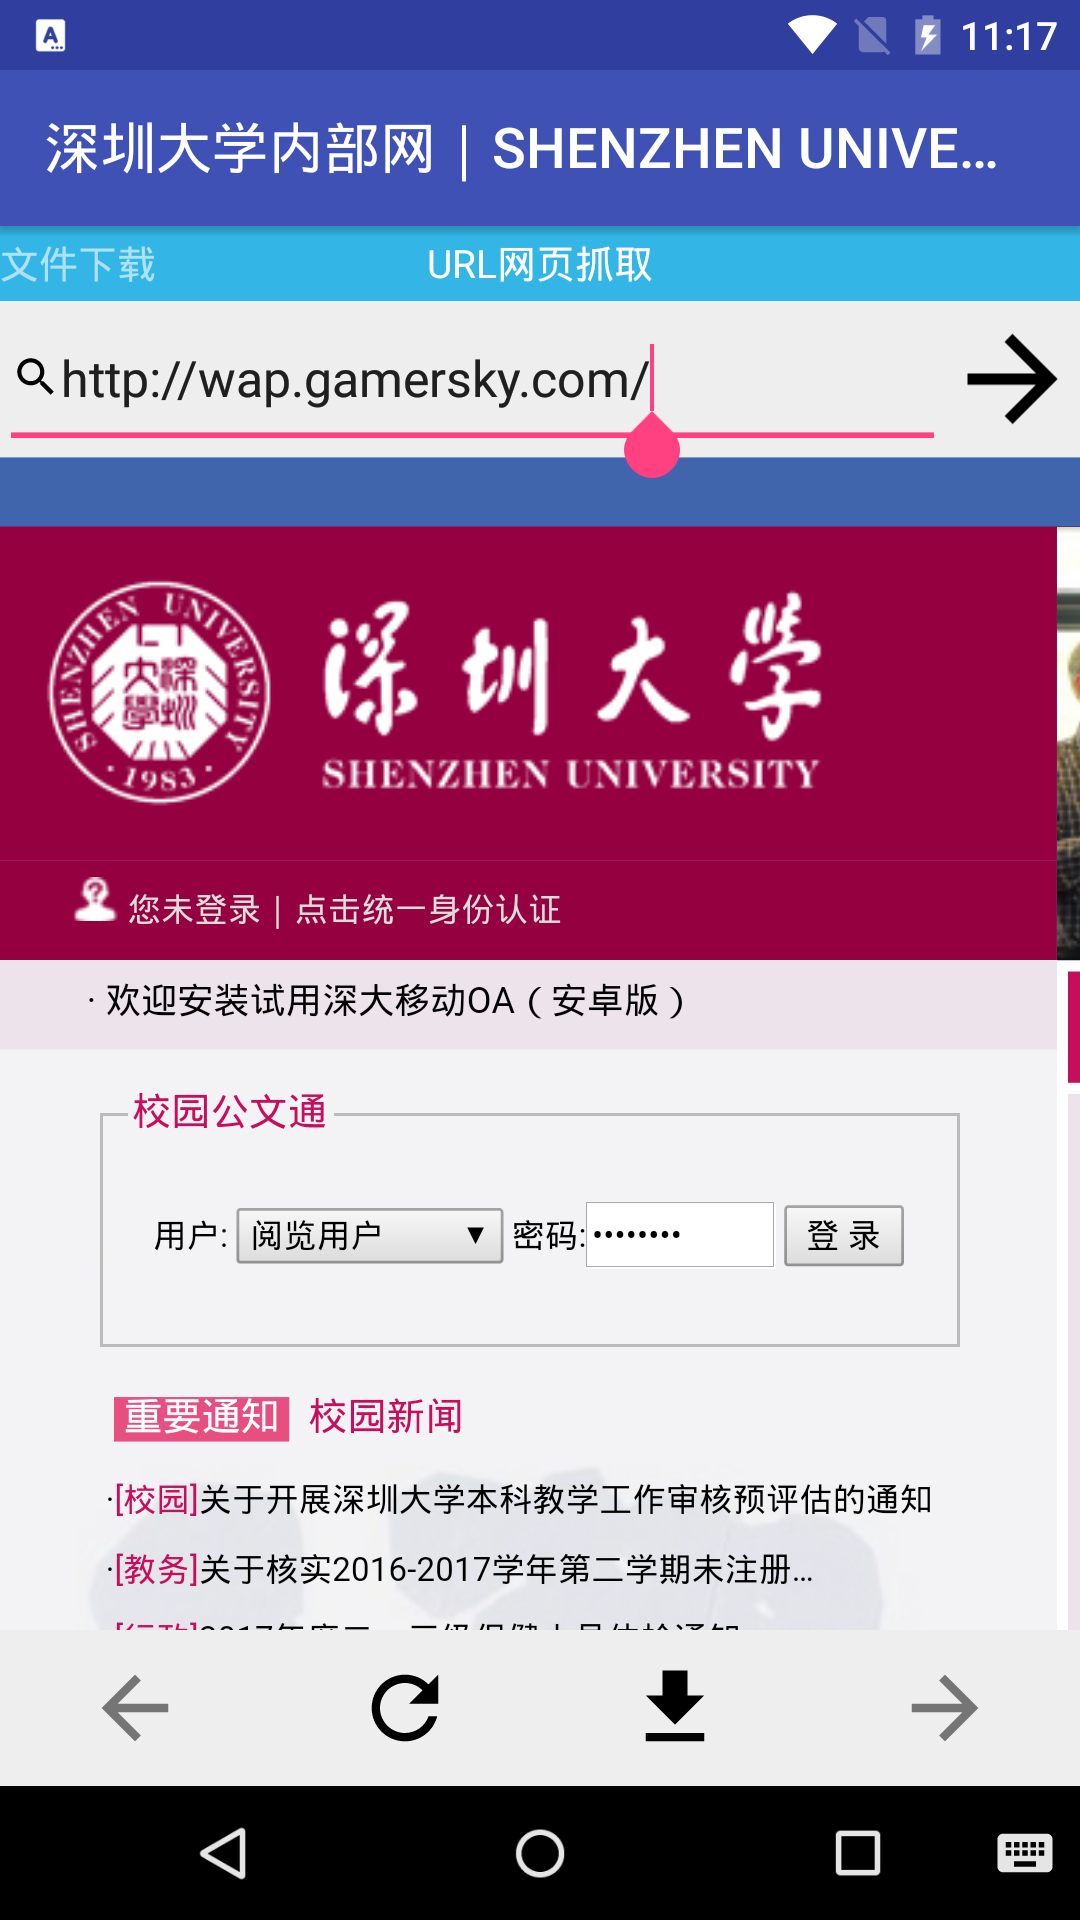 11:17
深圳大学内部网 | SHENZHEN UNIVE...
文件下载 URL网页抓取
http://wap.gamersky.com/
SHENZHEN UNIVERSITY
1983
深圳大学
深圳大學
SHENZHEN UNIVERSITY
您未登录 | 点击统一身份认证
· 欢迎安装试用深大移动OA（安卓版）
校园公文通
用户: 阅览用户 密码: •••••••• 登 录
重要通知 校园新闻
·[校园]关于开展深圳大学本科教学工作审核预评估的通知
·[教务]关于核实2016-2017学年第二学期未注册...